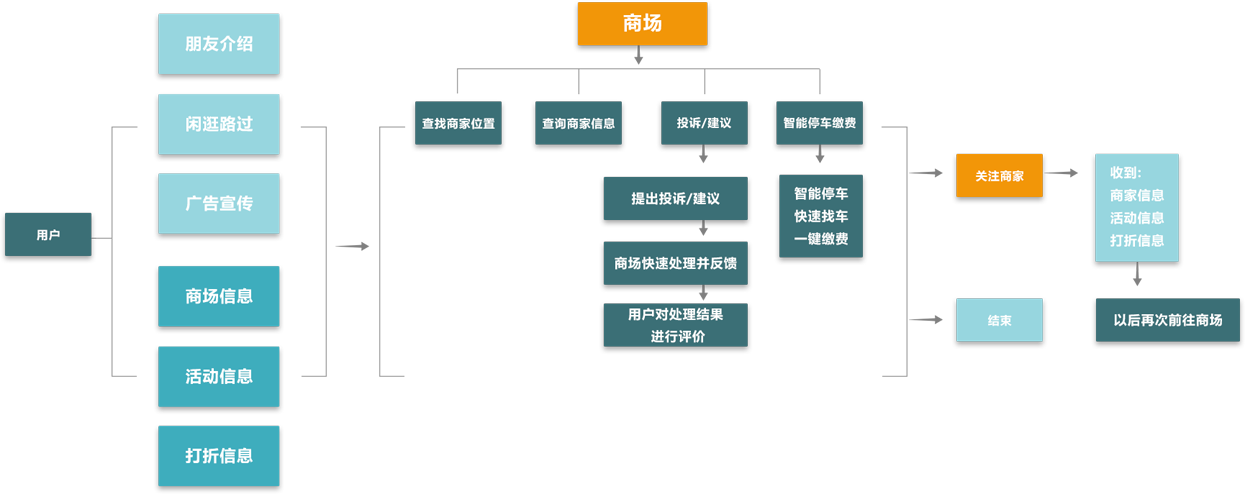 用户
朋友介绍
闲逛路过
广告宣传
商场信息
活动信息
打折信息
商场
查找商家位置
查询商家信息
投诉/建议
智能停车缴费
提出投诉/建议
商场快速处理并反馈
用户对处理结果
进行评价
智能停车
快速找车
一键缴费
关注商家
收到:
商家信息
活动信息
打折信息
以后再次前往商场
结束